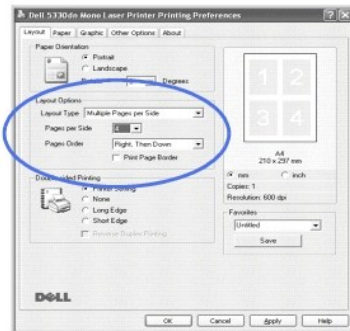 Dell 5330dn Mono Laser Printer Printing Preferences
Layout Paper Graphic Other Options About
Paper Orientation
Portrait
Landscape
Degrees
Layout Options
Layout Type Multiple Pages per Side
Pages per Side 4
Pages Order Right, Then Down
Print Page Border
Double-sided Printing
Printer Setting
None
Long Edge
Short Edge
Reverse Duplex Printing
1 2
3 4
A4
210 x 297 mm
mm inch
Copies: 1
Resolution: 600 dpi
Favorites
Untitled
Save
DELL
OK Cancel Apply Help